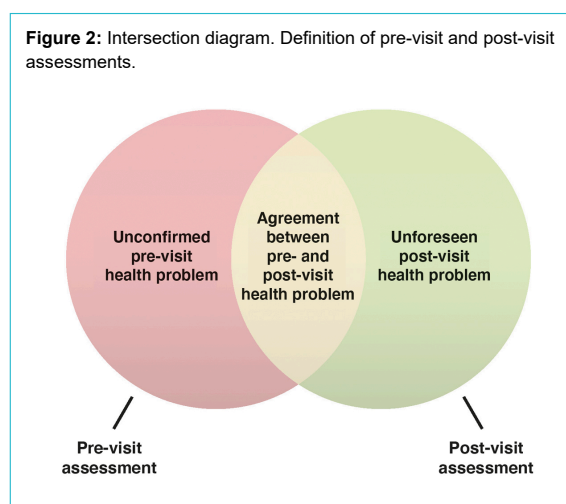 Figure 2: Intersection diagram. Definition of pre-visit and post-visit
assessments.
Unconfirmed
pre-visit
health problem
Agreement
between
pre- and
post-visit
health problem
Unforeseen
post-visit
health problem
Pre-visit
assessment
Post-visit
assessment